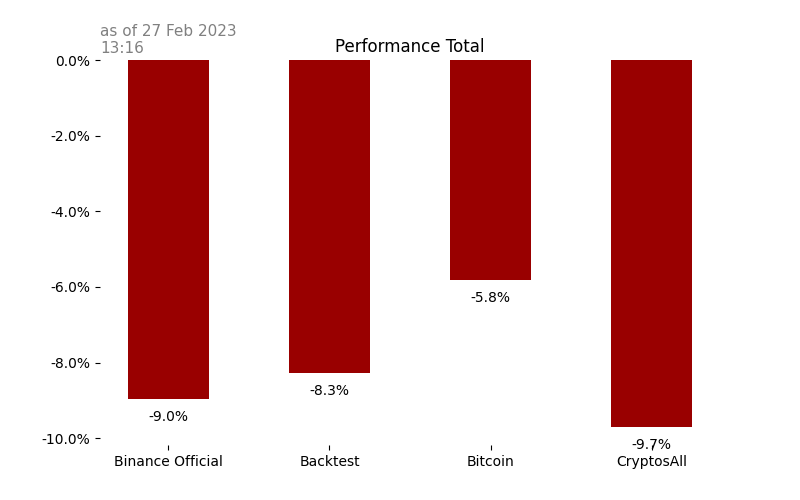 as of 27 Feb 2023
13:16
Performance Total
0.0%
-2.0%
-4.0%
-6.0%
-8.0%
-10.0%
-9.0%
-8.3%
-5.8%
-9.7%
Binance Official
Backtest
Bitcoin
CryptosAll